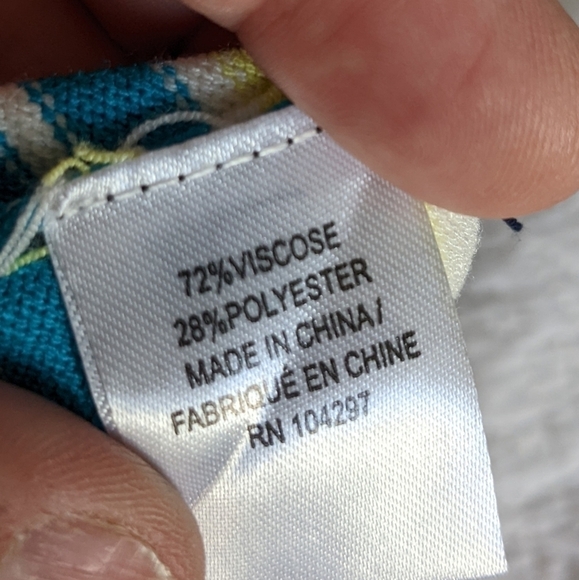 72%VISCOSE
28%POLYESTER
MADE IN CHINA/
FABRIQUÉ EN CHINE
RN 104297